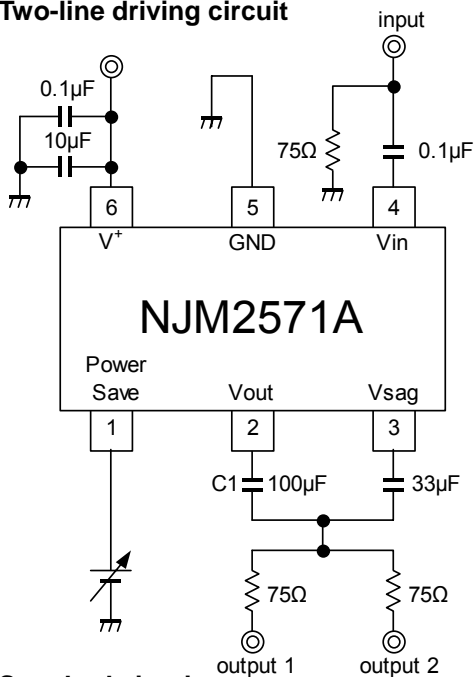 Two-line driving circuit
input
0.1µF
10µF
75Ω
0.1µF
6
5
4
V+
GND
Vin
NJM2571A
Power
Save
Vout
Vsag
1
2
3
C1
100µF
33µF
75Ω
75Ω
output 1
output 2